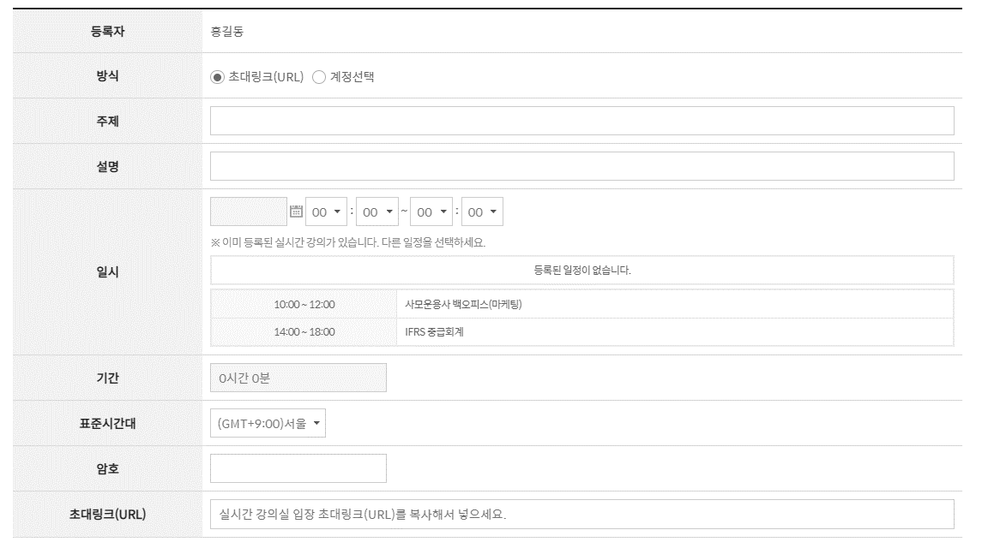 등록자 홍길동
방식 초대링크(URL) 계정선택
주제
설명
일시 00 : 00 ~ 00 : 00
※ 이미 등록된 실시간 강의가 있습니다. 다른 일정을 선택하세요.
등록된 일정이 없습니다.
10:00 ~ 12:00 사모운용사 백오피스(마케팅)
14:00 ~ 18:00 IFRS 중급회계
기간 0시간 0분
표준시간대 (GMT+9:00)서울
암호
초대링크(URL) 실시간 강의실 입장 초대링크(URL)를 복사해서 넣으세요.